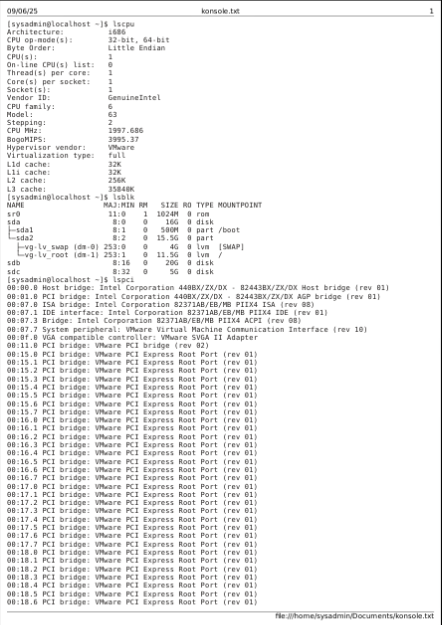 09/06/25 konsole.txt 1
[sysadmin@localhost ~]$ lscpu
Architecture: i686
CPU op-mode(s): 32-bit, 64-bit
Byte Order: Little Endian
CPU(s): 1
On-line CPU(s) list: 0
Thread(s) per core: 1
Core(s) per socket: 1
Socket(s): 1
Vendor ID: GenuineIntel
CPU family: 6
Model: 63
Stepping: 2
CPU MHz: 1997.686
BogoMIPS: 3995.37
Hypervisor vendor: VMware
Virtualization type: full
L1d cache: 32K
L1i cache: 32K
L2 cache: 256K
L3 cache: 35840K
[sysadmin@localhost ~]$ lsblk
NAME MAJ:MIN RM SIZE RO TYPE MOUNTPOINT
sr0 11:0 1 1024M 0 rom
sda 8:0 0 16G 0 disk
├─sda1 8:1 0 500M 0 part /boot
└─sda2 8:2 0 15.5G 0 part
├─vg-lv_swap (dm-0) 253:0 0 4G 0 lvm [SWAP]
└─vg-lv_root (dm-1) 253:1 0 11.5G 0 lvm /
sdb 8:16 0 20G 0 disk
sdc 8:32 0 5G 0 disk
[sysadmin@localhost ~]$ lspci
00:00.0 Host bridge: Intel Corporation 440BX/ZX/DX - 82443BX/ZX/DX Host bridge (rev 01)
00:01.0 PCI bridge: Intel Corporation 440BX/ZX/DX - 82443BX/ZX/DX AGP bridge (rev 01)
00:07.0 ISA bridge: Intel Corporation 82371AB/EB/MB PIIX4 ISA (rev 08)
00:07.1 IDE interface: Intel Corporation 82371AB/EB/MB PIIX4 IDE (rev 01)
00:07.3 Bridge: Intel Corporation 82371AB/EB/MB PIIX4 ACPI (rev 08)
00:07.7 System peripheral: VMware Virtual Machine Communication Interface (rev 10)
00:0f.0 VGA compatible controller: VMware SVGA II Adapter
00:11.0 PCI bridge: VMware PCI bridge (rev 02)
00:15.0 PCI bridge: VMware PCI Express Root Port (rev 01)
00:15.1 PCI bridge: VMware PCI Express Root Port (rev 01)
00:15.2 PCI bridge: VMware PCI Express Root Port (rev 01)
00:15.3 PCI bridge: VMware PCI Express Root Port (rev 01)
00:15.4 PCI bridge: VMware PCI Express Root Port (rev 01)
00:15.5 PCI bridge: VMware PCI Express Root Port (rev 01)
00:15.6 PCI bridge: VMware PCI Express Root Port (rev 01)
00:15.7 PCI bridge: VMware PCI Express Root Port (rev 01)
00:16.0 PCI bridge: VMware PCI Express Root Port (rev 01)
00:16.1 PCI bridge: VMware PCI Express Root Port (rev 01)
00:16.2 PCI bridge: VMware PCI Express Root Port (rev 01)
00:16.3 PCI bridge: VMware PCI Express Root Port (rev 01)
00:16.4 PCI bridge: VMware PCI Express Root Port (rev 01)
00:16.5 PCI bridge: VMware PCI Express Root Port (rev 01)
00:16.6 PCI bridge: VMware PCI Express Root Port (rev 01)
00:16.7 PCI bridge: VMware PCI Express Root Port (rev 01)
00:17.0 PCI bridge: VMware PCI Express Root Port (rev 01)
00:17.1 PCI bridge: VMware PCI Express Root Port (rev 01)
00:17.2 PCI bridge: VMware PCI Express Root Port (rev 01)
00:17.3 PCI bridge: VMware PCI Express Root Port (rev 01)
00:17.4 PCI bridge: VMware PCI Express Root Port (rev 01)
00:17.5 PCI bridge: VMware PCI Express Root Port (rev 01)
00:17.6 PCI bridge: VMware PCI Express Root Port (rev 01)
00:17.7 PCI bridge: VMware PCI Express Root Port (rev 01)
00:18.0 PCI bridge: VMware PCI Express Root Port (rev 01)
00:18.1 PCI bridge: VMware PCI Express Root Port (rev 01)
00:18.2 PCI bridge: VMware PCI Express Root Port (rev 01)
00:18.3 PCI bridge: VMware PCI Express Root Port (rev 01)
00:18.4 PCI bridge: VMware PCI Express Root Port (rev 01)
00:18.5 PCI bridge: VMware PCI Express Root Port (rev 01)
00:18.6 PCI bridge: VMware PCI Express Root Port (rev 01)
file:///home/sysadmin/Documents/konsole.txt